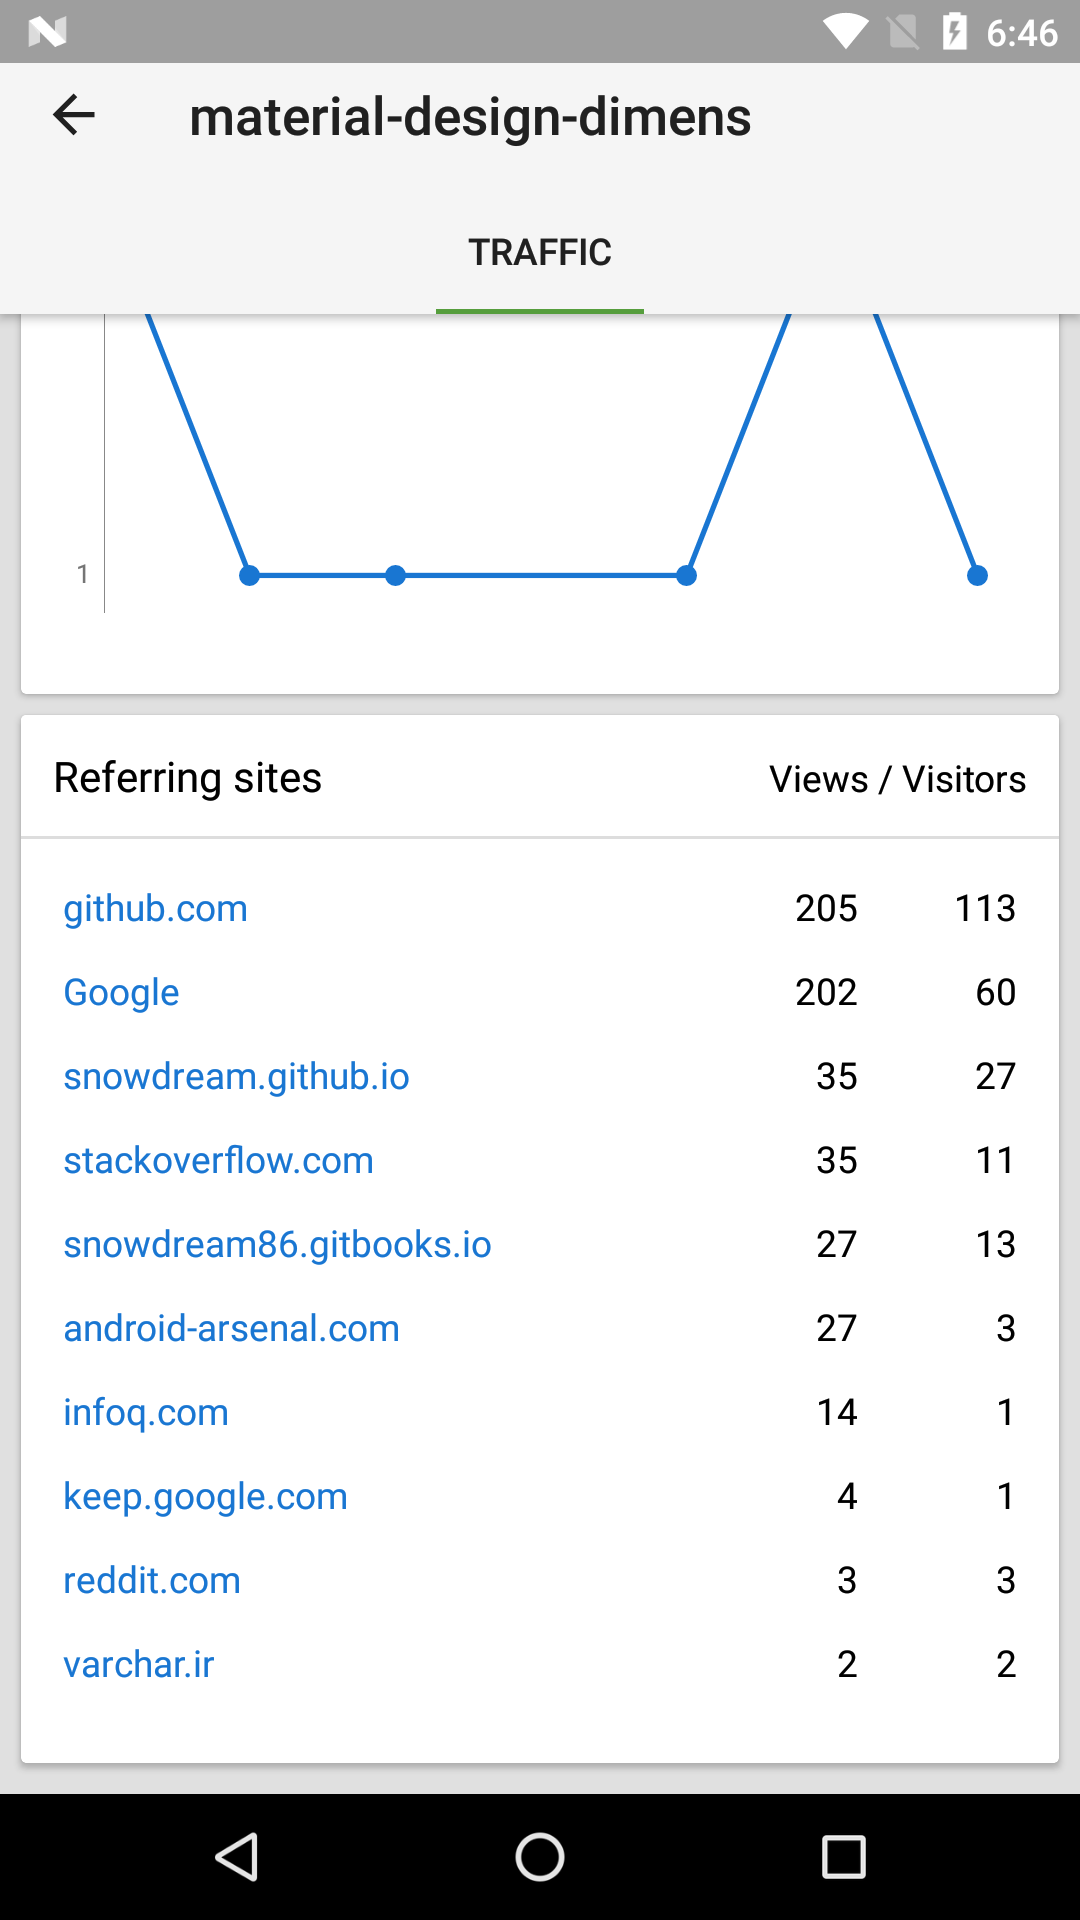 6:46
material-design-dimens
TRAFFIC
1
Referring sites Views / Visitors
github.com 205 113
Google 202 60
snowdream.github.io 35 27
stackoverflow.com 35 11
snowdream86.gitbooks.io 27 13
android-arsenal.com 27 3
infoq.com 14 1
keep.google.com 4 1
reddit.com 3 3
varchar.ir 2 2